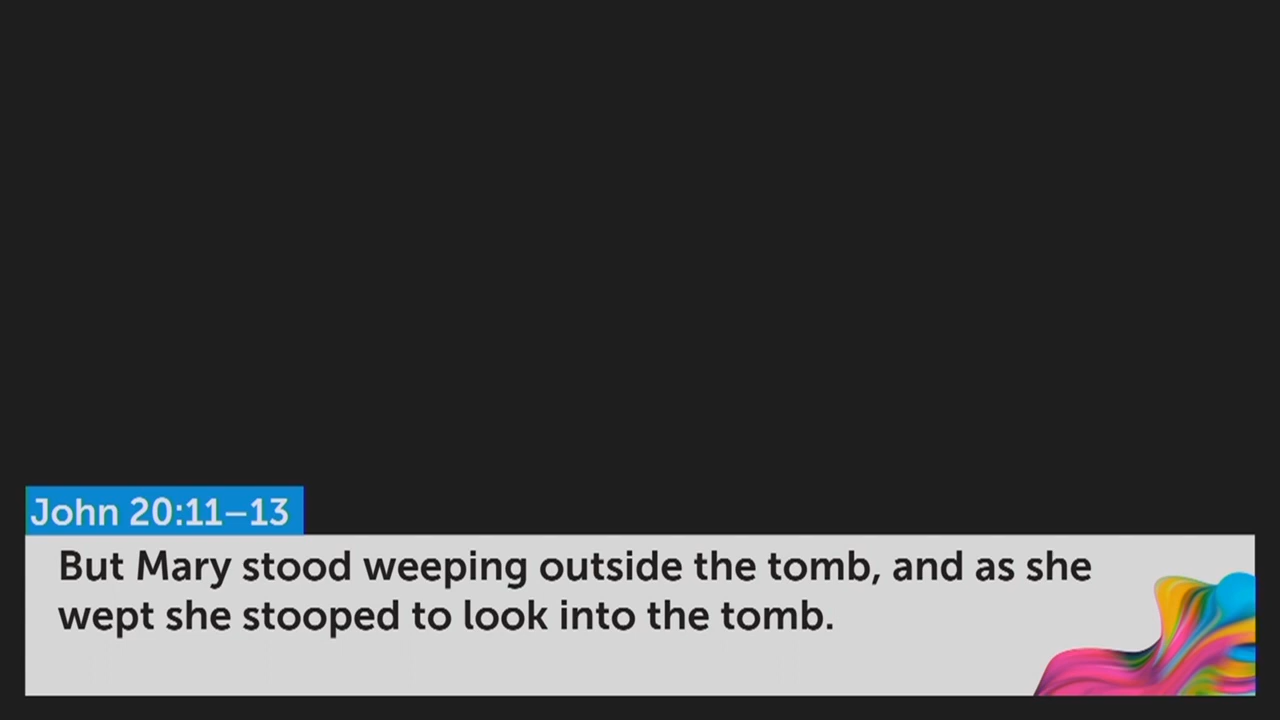 John 20:11–13
But Mary stood weeping outside the tomb, and as she
wept she stooped to look into the tomb.